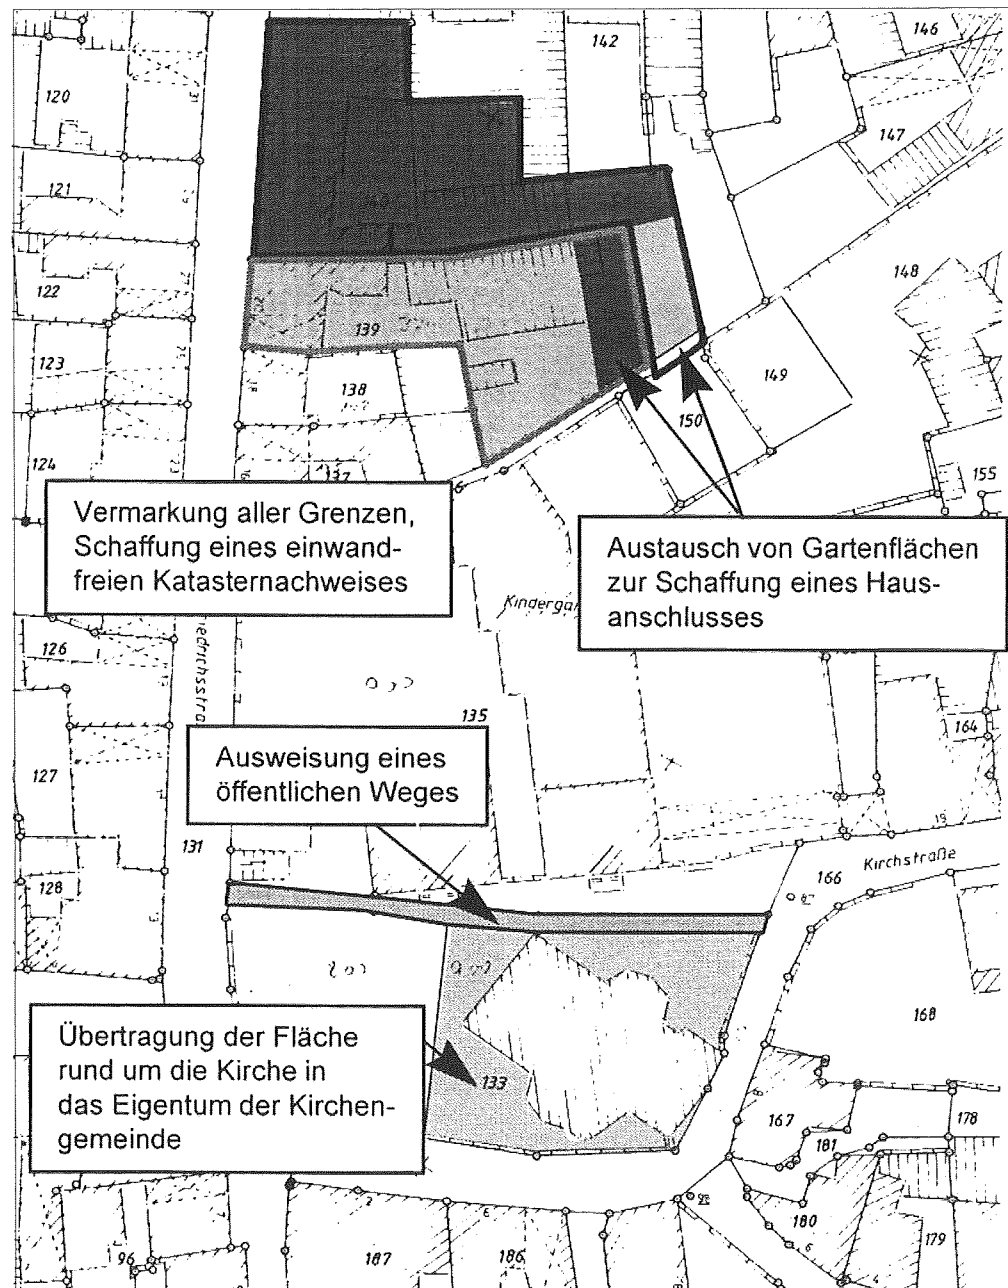 142
146
120
147
121
148
122
139
123
138
149
150
124
137
155
Vermarkung aller Grenzen,
Schaffung eines einwand-
freien Katasternachweises
Austausch von Gartenflächen
zur Schaffung eines Haus-
anschlusses
126
135
164
127
Ausweisung eines
öffentlichen Weges
131
Kirchstraße
19
166
128
168
Übertragung der Fläche
rund um die Kirche in
das Eigentum der Kirchen-
gemeinde
133
167
178
181
180
179
96
187
186